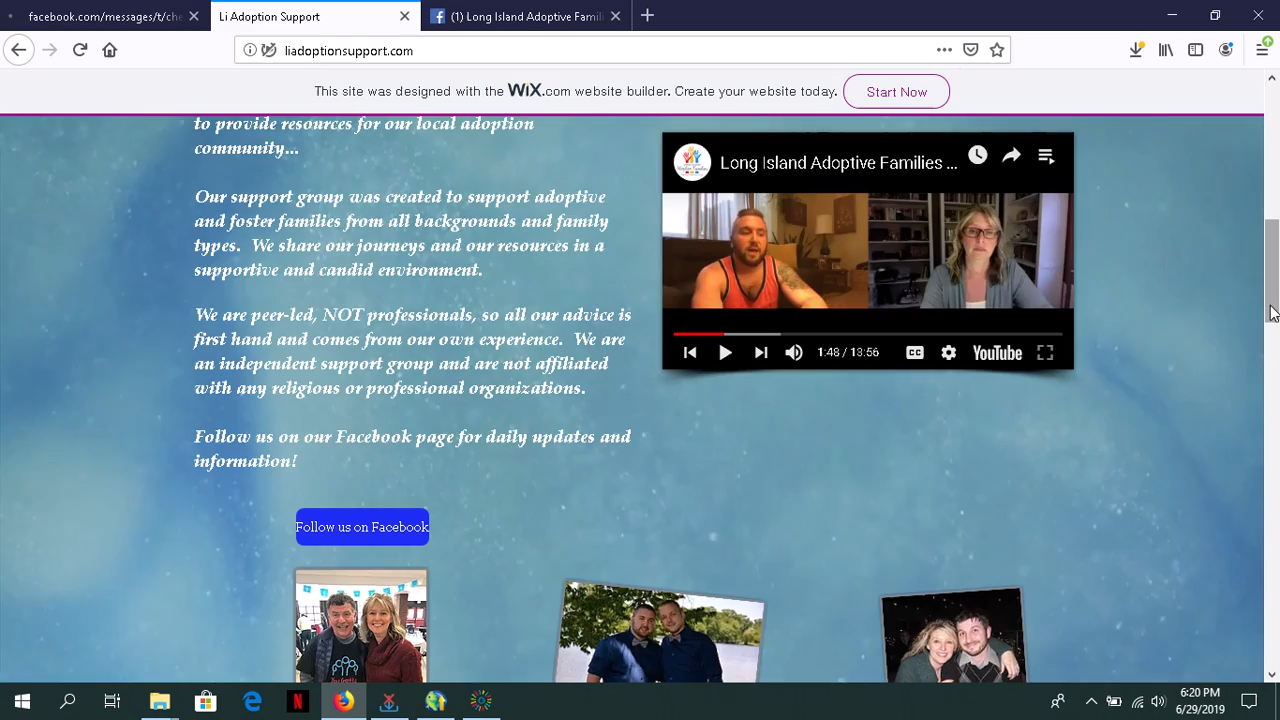 facebook.com/messages/t/che
Li Adoption Support
(1) Long Island Adoptive Famili
liadoptionsupport.com
This site was designed with the WiX.com website builder. Create your website today.
Start Now
to provide resources for our local adoption
community...
Our support group was created to support adoptive
and foster families from all backgrounds and family
types. We share our journeys and our resources in a
supportive and candid environment.
We are peer-led, NOT professionals, so all our advice is
first hand and comes from our own experience. We are
an independent support group and are not affiliated
with any religious or professional organizations.
Follow us on our Facebook page for daily updates and
information!
Follow us on Facebook
Long Island Adoptive Families ...
1:48 / 13:56
CC
YouTube
6:20 PM
6/29/2019